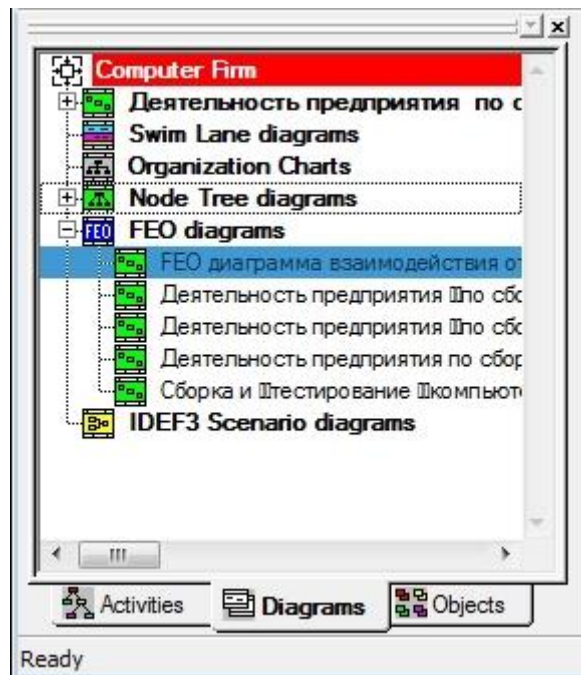 Computer Firm
Деятельность предприятия по с
Swim Lane diagrams
Organization Charts
Node Tree diagrams
FEO FEO diagrams
FEO диаграмма взаимодействия от
Деятельность предприятия по сбо
Деятельность предприятия по сбо
Деятельность предприятия по сбор
Сборка и тестирование компьют
IDEF3 Scenario diagrams
Activities Diagrams Objects
Ready